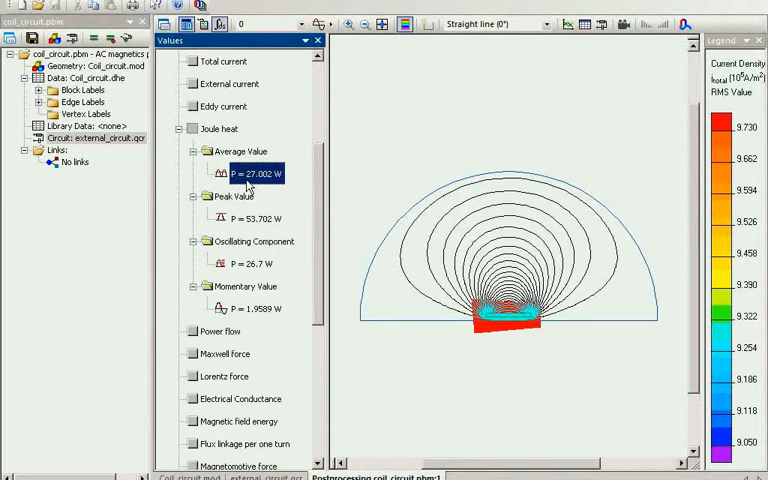 coil_circuit.pbm
0
Straight line (0°)
Values
Legend
coil_circuit.pbm - AC magnetics p
Geometry: Coil_circuit.mod
Data: Coil_circuit.dhe
Block Labels
Edge Labels
Vertex Labels
Library Data: <none>
Circuit: external_circuit.qcr
Links:
No links
Total current
External current
Eddy current
Joule heat
Average Value
P = 27.002 W
Peak Value
P = 53.702 W
Oscillating Component
P = 26.7 W
Momentary Value
P = 1.9589 W
Power flow
Maxwell force
Lorentz force
Electrical Conductance
Magnetic field energy
Flux linkage per one turn
Magnetomotive force
Current Density
RMS Value
9.730
9.662
9.594
9.526
9.458
9.390
9.322
9.254
9.186
9.118
9.050
Coil_circuit.mod
external_circuit.qcr
Postprocessing coil_circuit.pbm:1